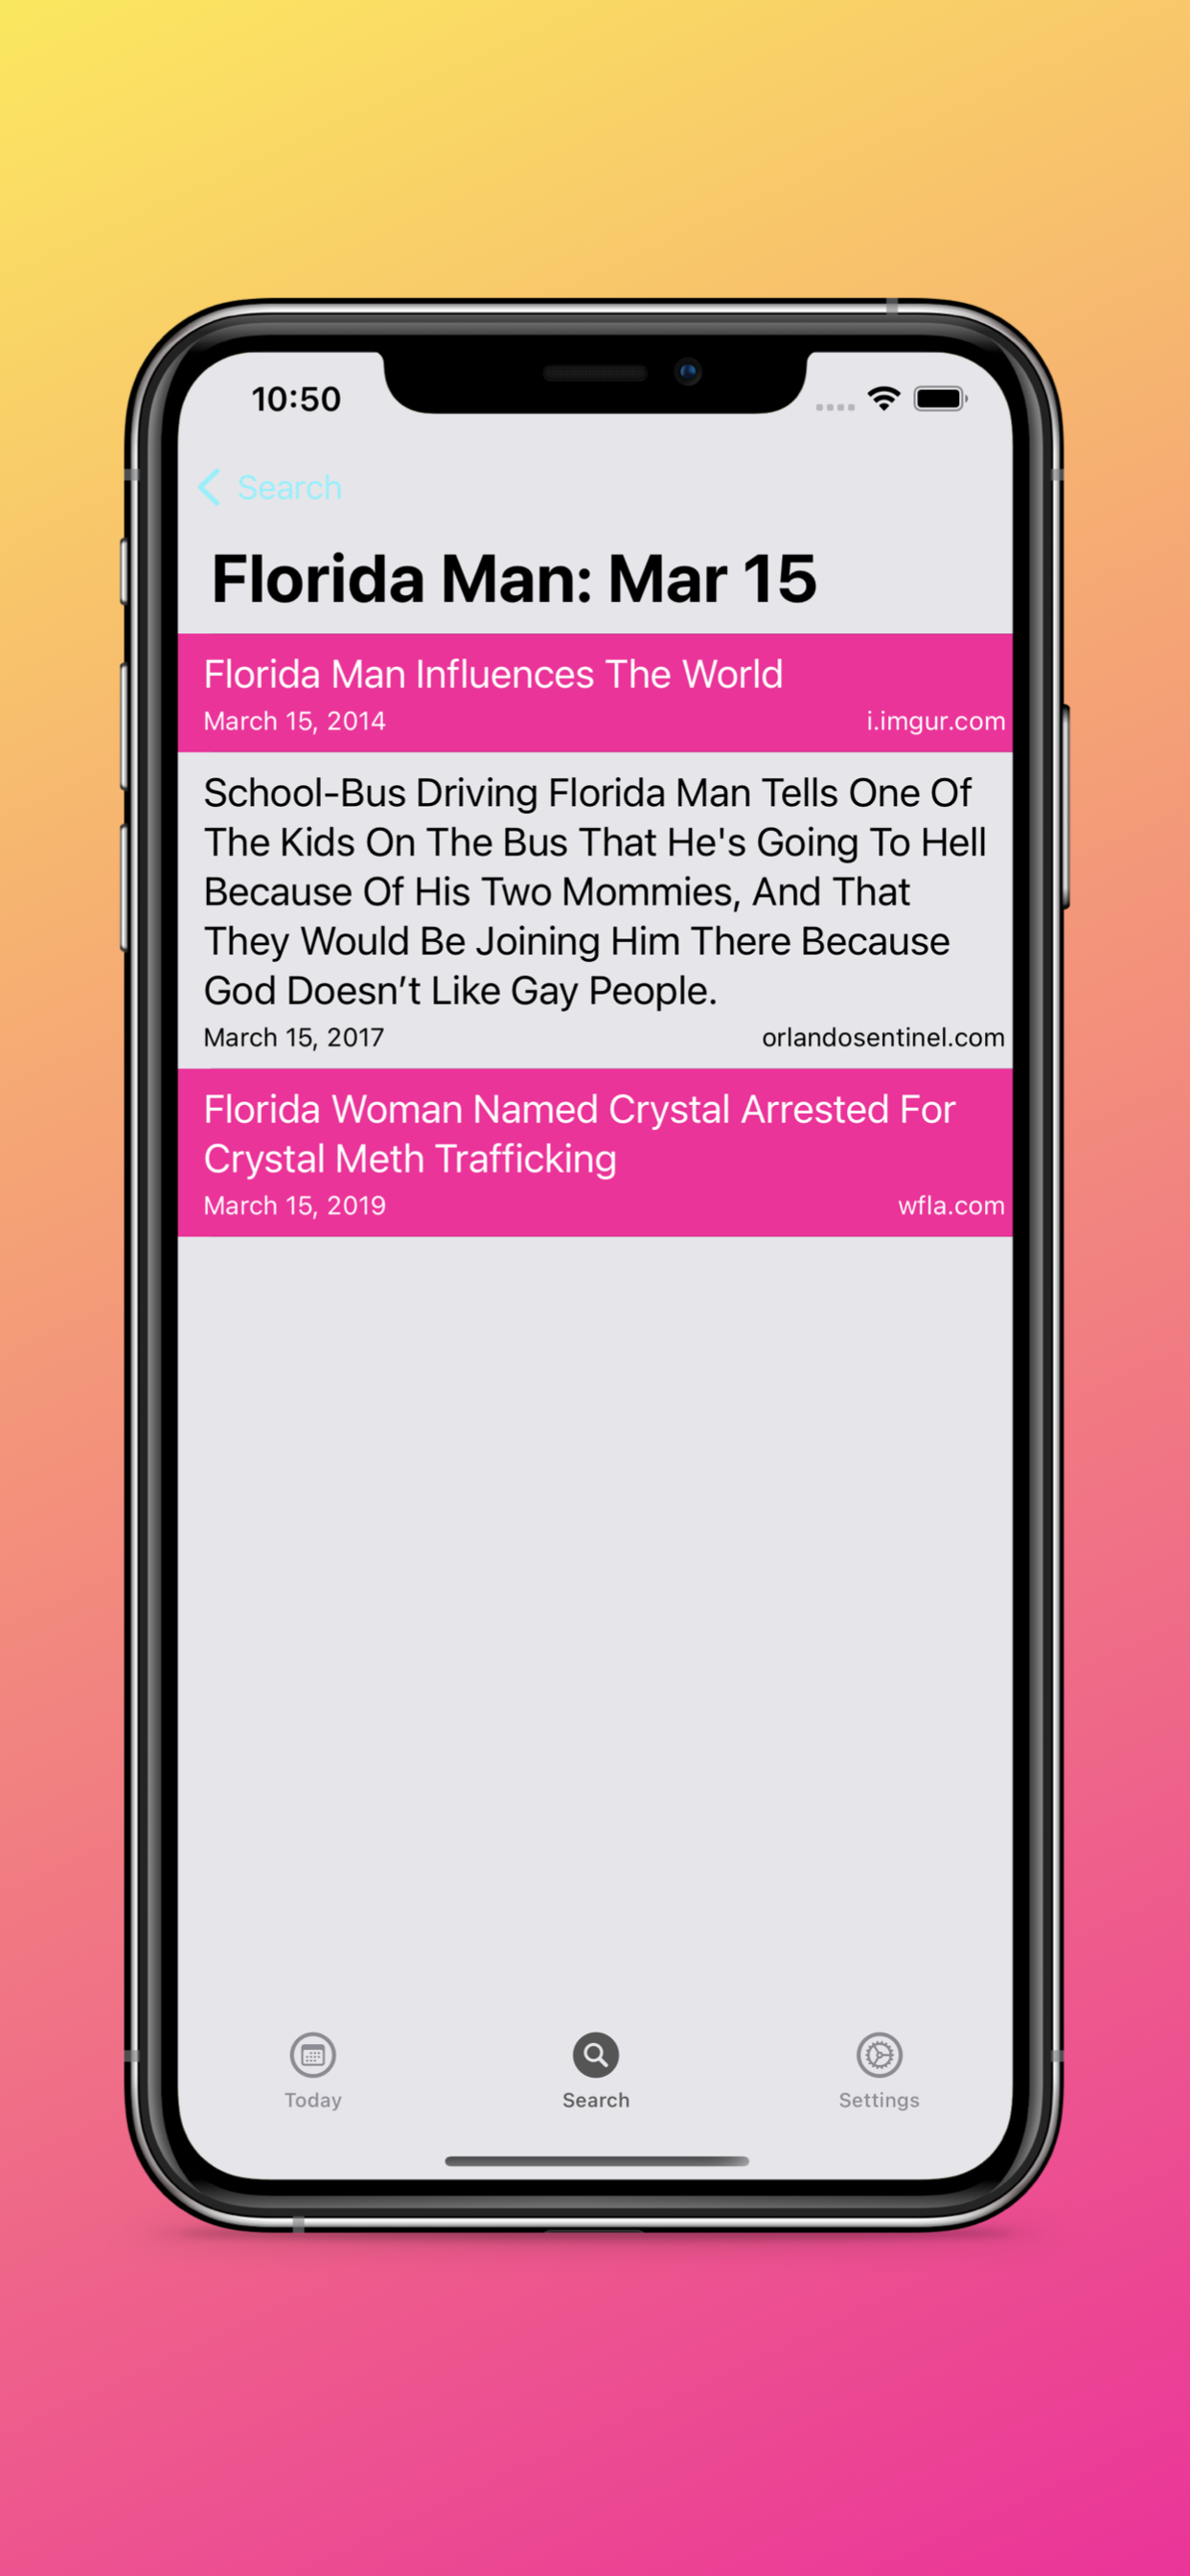 10:50
Search
Florida Man: Mar 15
Florida Man Influences The World
March 15, 2014 i.imgur.com
School-Bus Driving Florida Man Tells One Of
The Kids On The Bus That He's Going To Hell
Because Of His Two Mommies, And That
They Would Be Joining Him There Because
God Doesn’t Like Gay People.
March 15, 2017 orlandosentinel.com
Florida Woman Named Crystal Arrested For
Crystal Meth Trafficking
March 15, 2019 wfla.com
Today Search Settings